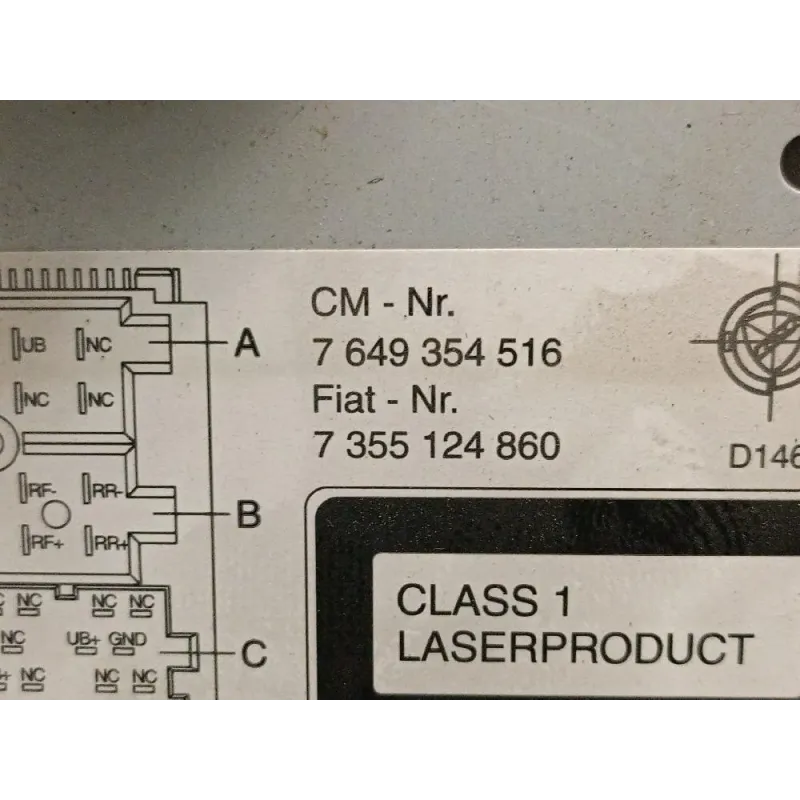 CM - Nr.
7 649 354 516
Fiat - Nr.
7 355 124 860
D146
UB NC A
NC NC
RF- RR- B
RF+ RR+
NC NC NC
NC UB+ GND C
NC NC NC
CLASS 1
LASERPRODUCT